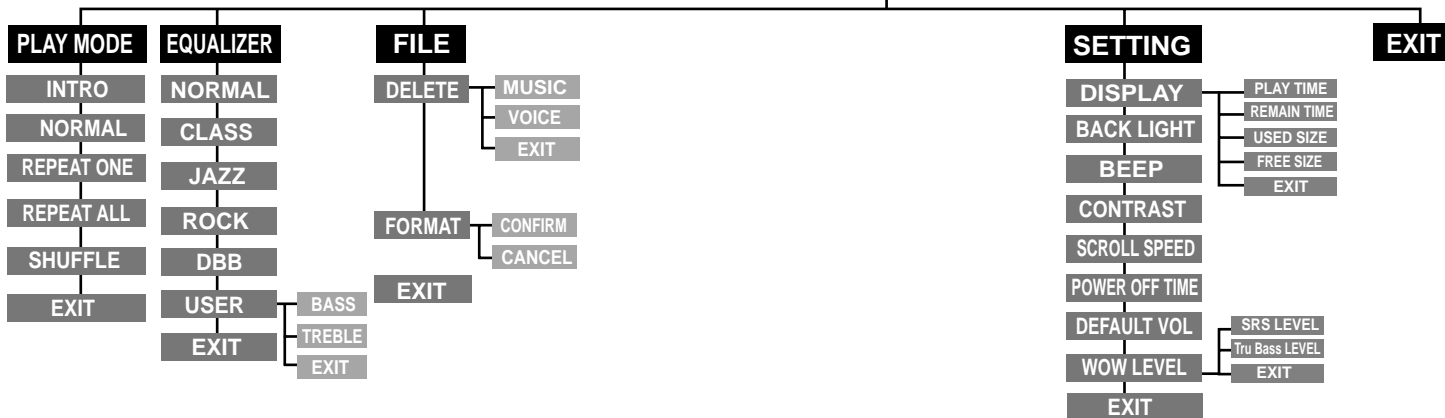 PLAY MODE
INTRO
NORMAL
REPEAT ONE
REPEAT ALL
SHUFFLE
EXIT
EQUALIZER
NORMAL
CLASS
JAZZ
ROCK
DBB
USER
BASS
TREBLE
EXIT
EXIT
FILE
DELETE
MUSIC
VOICE
EXIT
FORMAT
CONFIRM
CANCEL
EXIT
SETTING
DISPLAY
PLAY TIME
REMAIN TIME
USED SIZE
FREE SIZE
EXIT
BACK LIGHT
BEEP
CONTRAST
SCROLL SPEED
POWER OFF TIME
DEFAULT VOL
WOW LEVEL
SRS LEVEL
Tru Bass LEVEL
EXIT
EXIT
EXIT